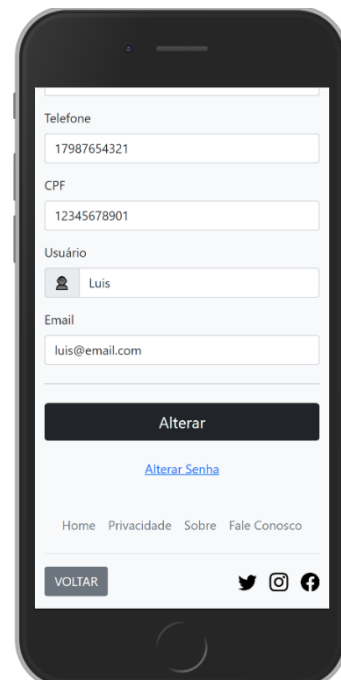 Telefone
17987654321
CPF
12345678901
Usuário
Luis
Email
luis@email.com
Alterar
Alterar Senha
Home Privacidade Sobre Fale Conosco
VOLTAR